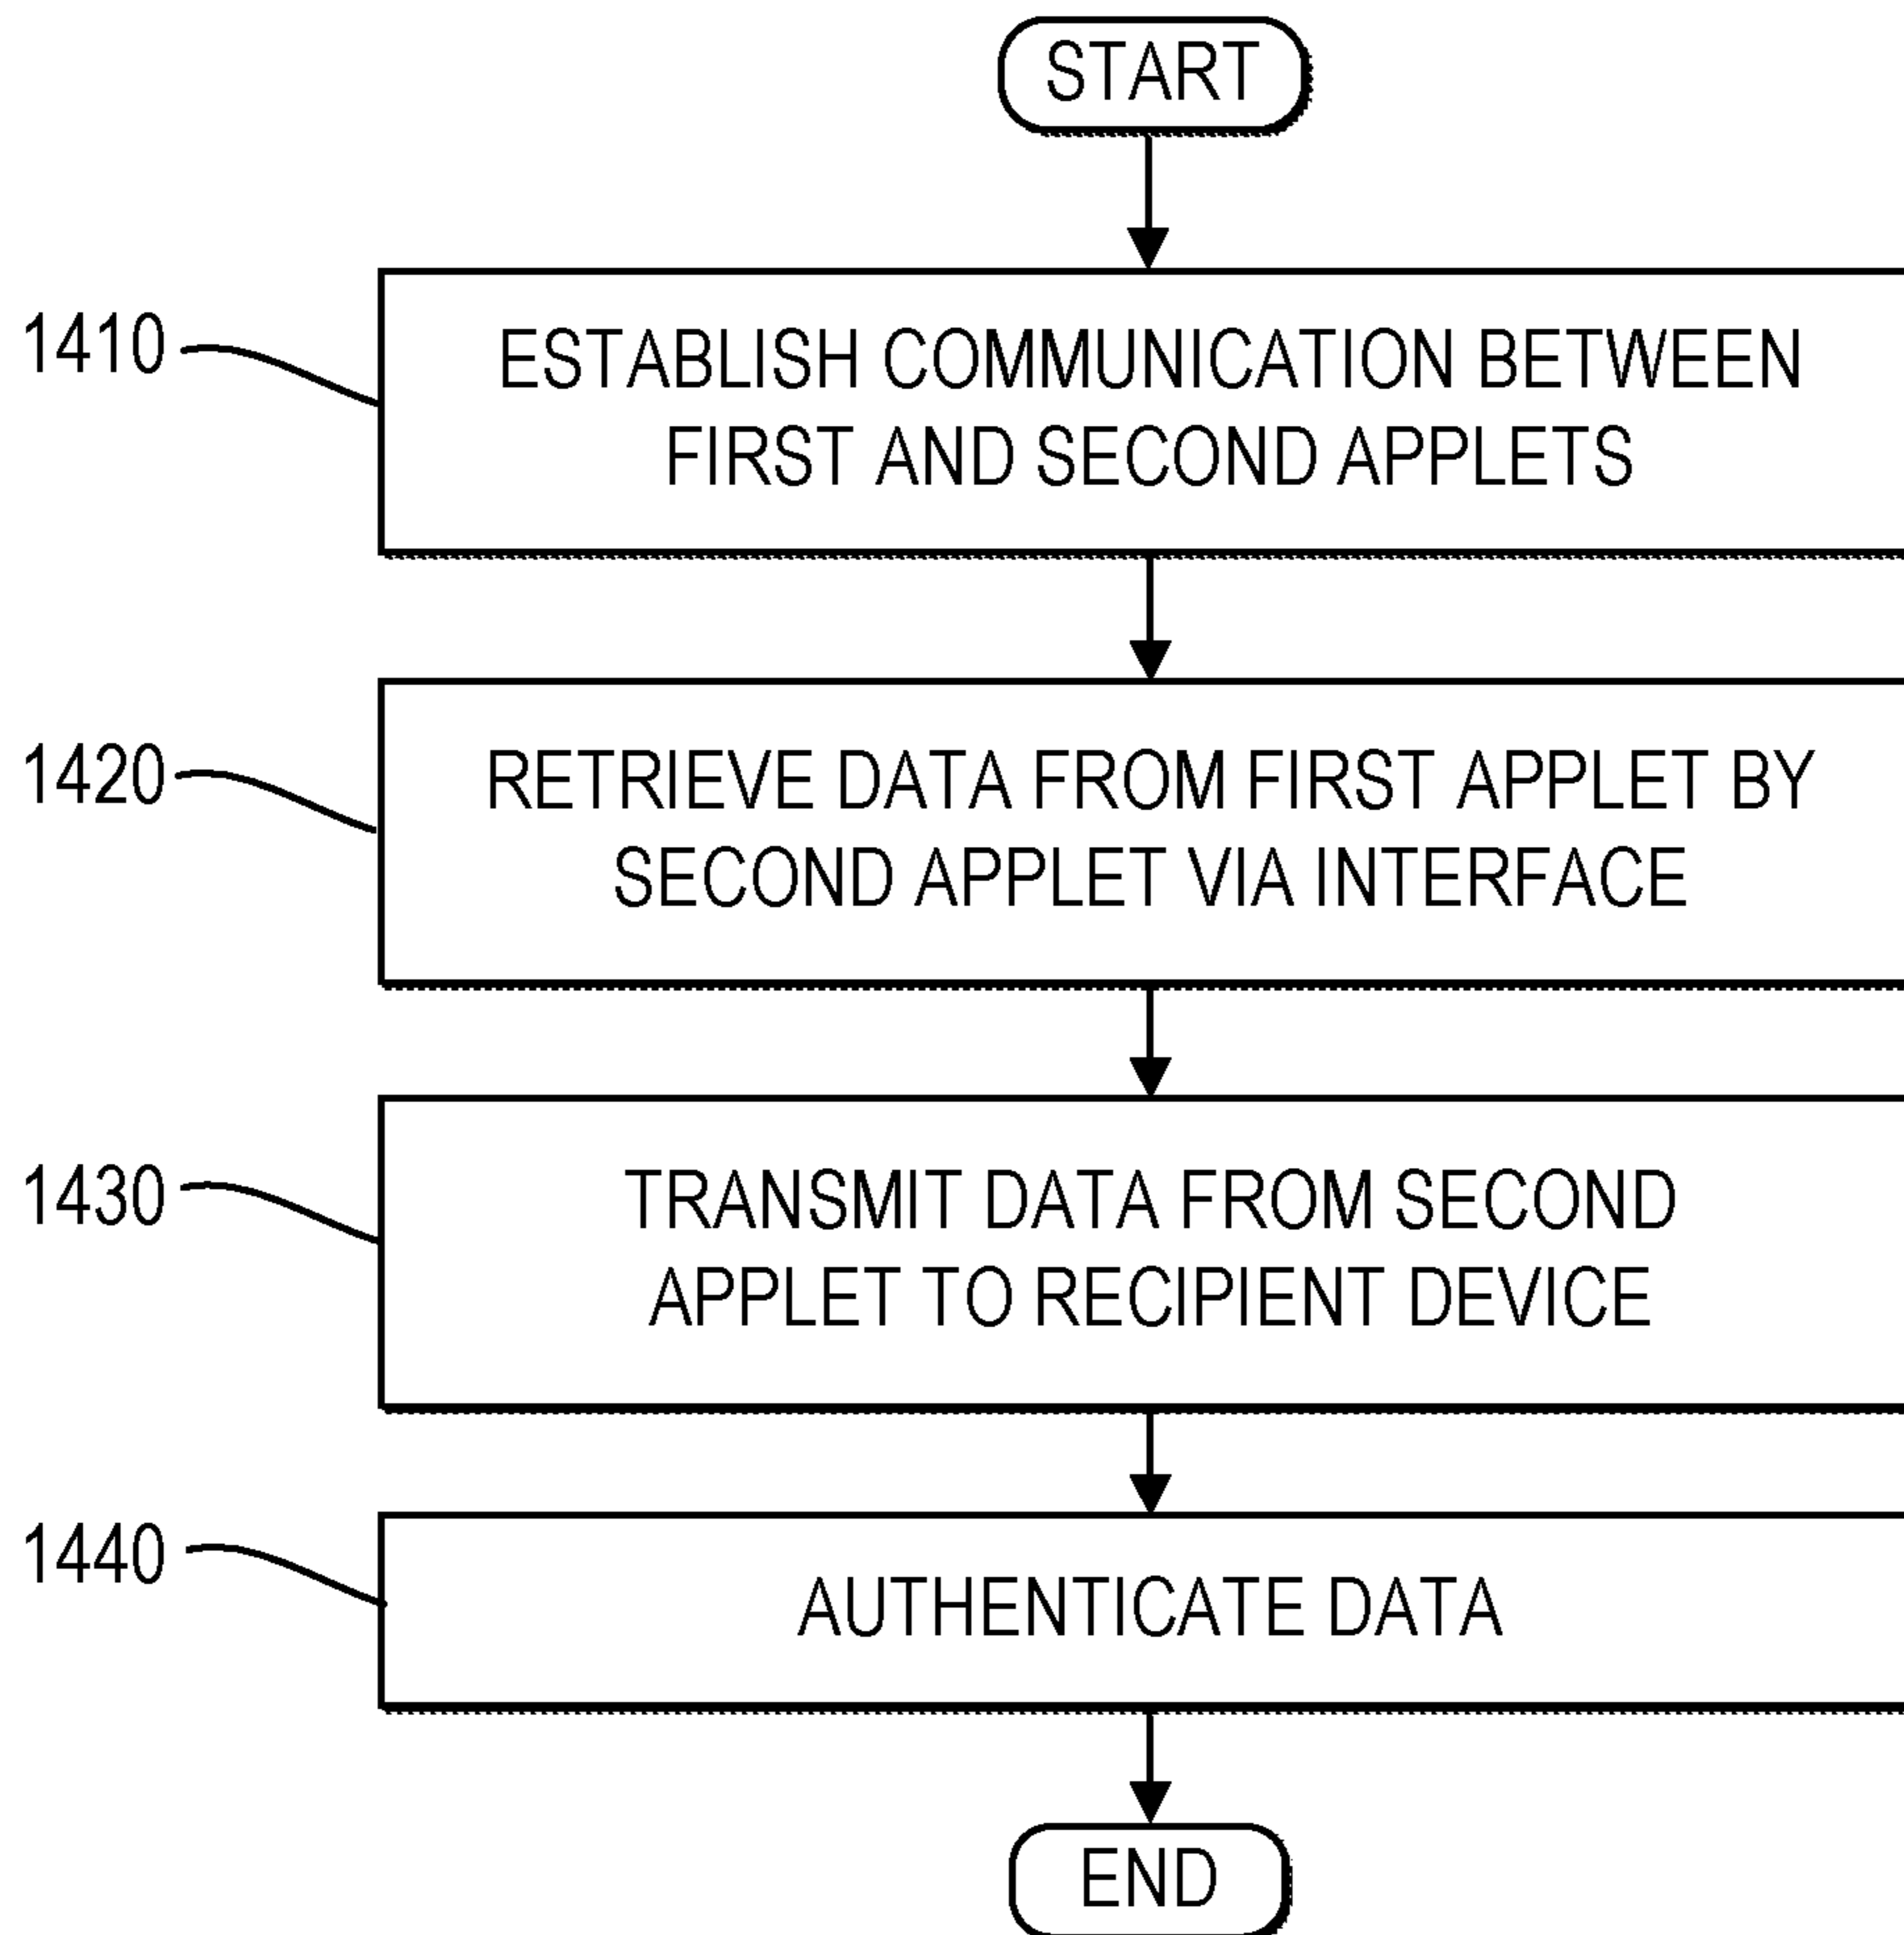 START
1410
ESTABLISH COMMUNICATION BETWEEN
FIRST AND SECOND APPLETS
1420
RETRIEVE DATA FROM FIRST APPLET BY
SECOND APPLET VIA INTERFACE
1430
TRANSMIT DATA FROM SECOND
APPLET TO RECIPIENT DEVICE
1440
AUTHENTICATE DATA
END